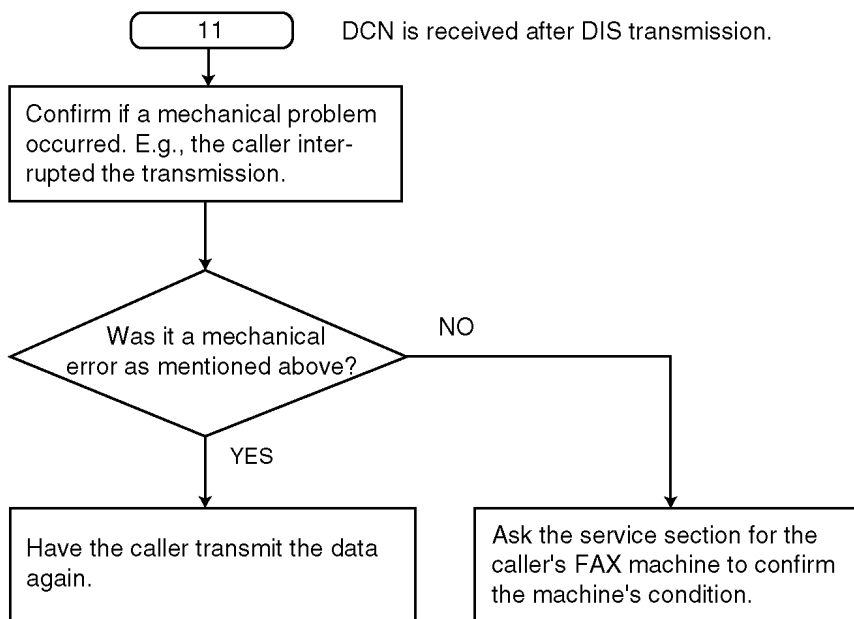 11
DCN is received after DIS transmission.
Confirm if a mechanical problem
occurred. E.g., the caller inter-
rupted the transmission.
Was it a mechanical
error as mentioned above?
NO
YES
Have the caller transmit the data
again.
Ask the service section for the
caller's FAX machine to confirm
the machine's condition.